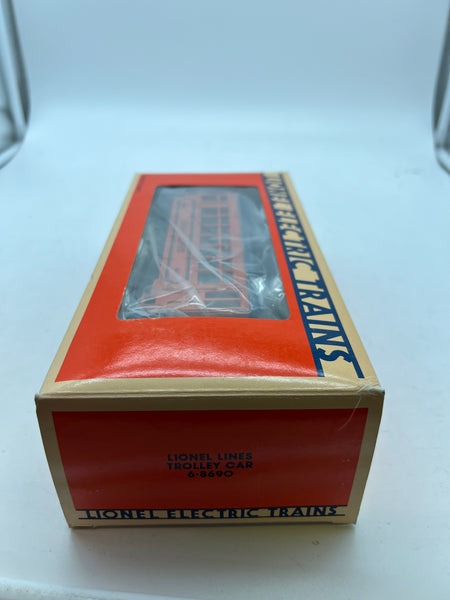 LIONEL ELECTRIC TRAINS
LIONEL LINES
TROLLEY CAR
6-8690
LIONEL ELECTRIC TRAINS